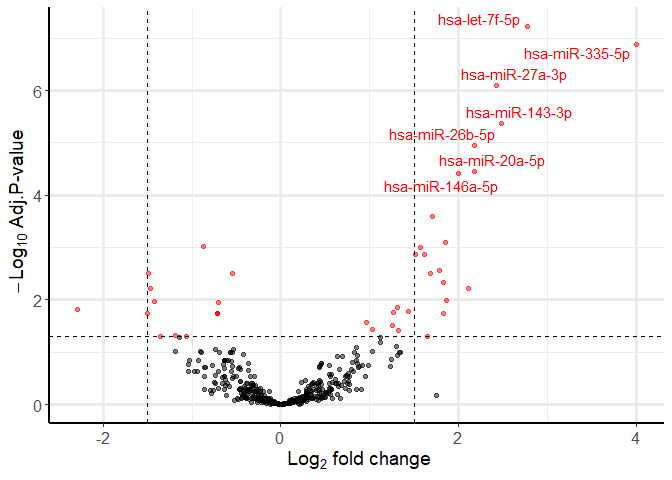 hsa-let-7f-5p
hsa-miR-335-5p
hsa-miR-27a-3p
hsa-miR-143-3p
hsa-miR-26b-5p
hsa-miR-20a-5p
hsa-miR-146a-5p
6
4
2
0
-2
0
2
4
− Log₁₀ Adj.P-value
Log₂ fold change